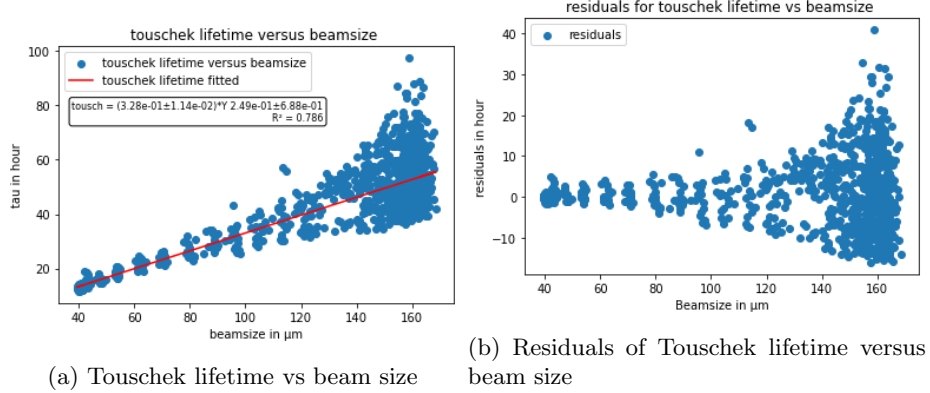 touschek lifetime versus beamsize
100
80
60
40
20
tau in hour
touschek lifetime versus beamsize
touschek lifetime fitted
tousch = (3.28e-01±1.14e-02)*Y 2.49e-01±6.88e-01
R² = 0.786
40 60 80 100 120 140 160
beamsize in μm
(a) Touschek lifetime vs beam size
residuals for touschek lifetime vs beamsize
40
30
20
10
0
−10
residuals in hour
residuals
40 60 80 100 120 140 160
Beamsize in μm
(b) Residuals of Touschek lifetime versus
beam size